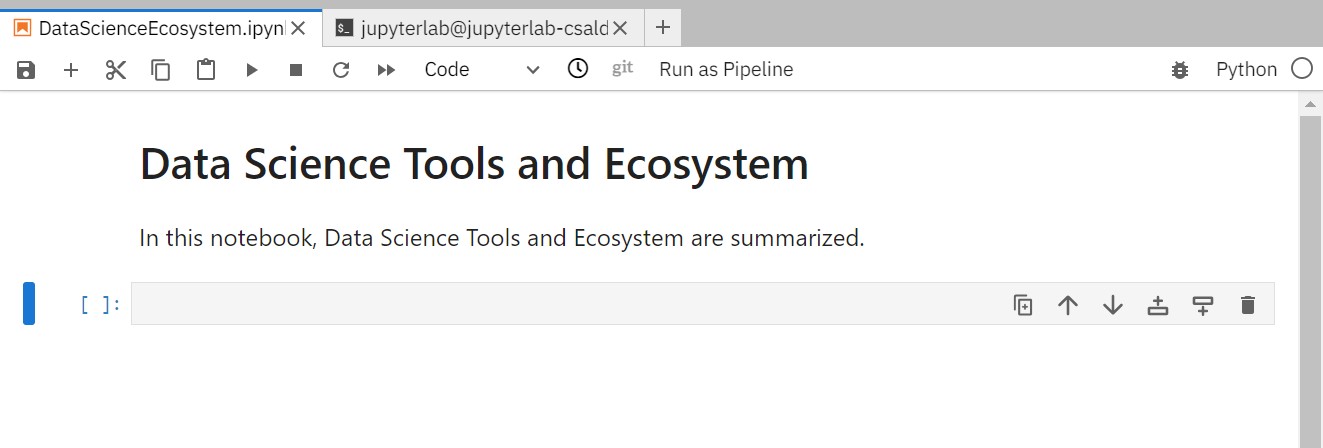 DataScienceEcosystem.ipyn
$_ jupyterlab@jupyterlab-csald
Code git Run as Pipeline Python
Data Science Tools and Ecosystem
In this notebook, Data Science Tools and Ecosystem are summarized.
[ ]: